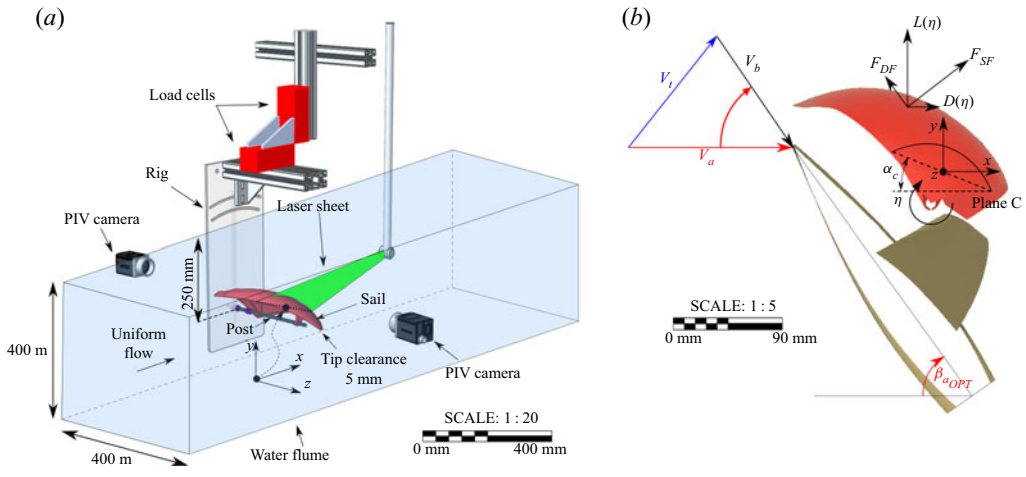 (a)
Load cells
Rig
Laser sheet
PIV camera
250 mm
Sail
Post
Uniform
flow
y
x
z
Tip clearance
5 mm
PIV camera
400 m
400 m
Water flume
SCALE: 1 : 20
0 mm 400 mm
(b)
L(η)
V_t
V_b
F_DF
F_SF
D(η)
V_a
y
x
z
α_c
η
Plane C
SCALE: 1 : 5
0 mm 90 mm
β_aOPT